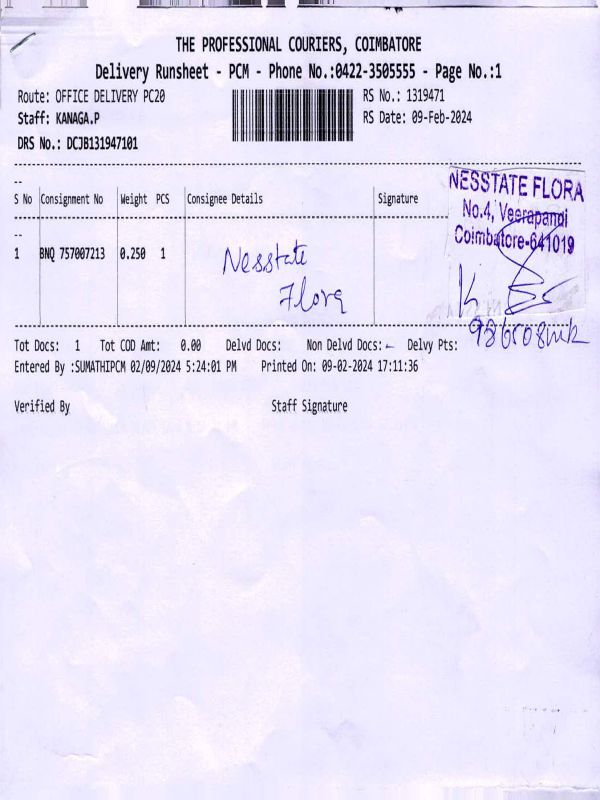 THE PROFESSIONAL COURIERS, COIMBATORE
Delivery Runsheet - PCM - Phone No.:0422-3505555 - Page No.:1
Route: OFFICE DELIVERY PC20 RS No.: 1319471
Staff: KANAGA.P RS Date: 09-Feb-2024
DRS No.: DCJB131947101
S No Consignment No Weight PCS Consignee Details Signature
1 BNQ 757007213 0.250 1 Nesstate
Flora
NESSTATE FLORA
No.4, Veerapandi
Coimbatore-641019
Tot Docs: 1 Tot COD Amt: 0.00 Delvd Docs: Non Delvd Docs: Delvy Pts:
Entered By :SUMATHIPCM 02/09/2024 5:24:01 PM Printed On: 09-02-2024 17:11:36
Verified By Staff Signature